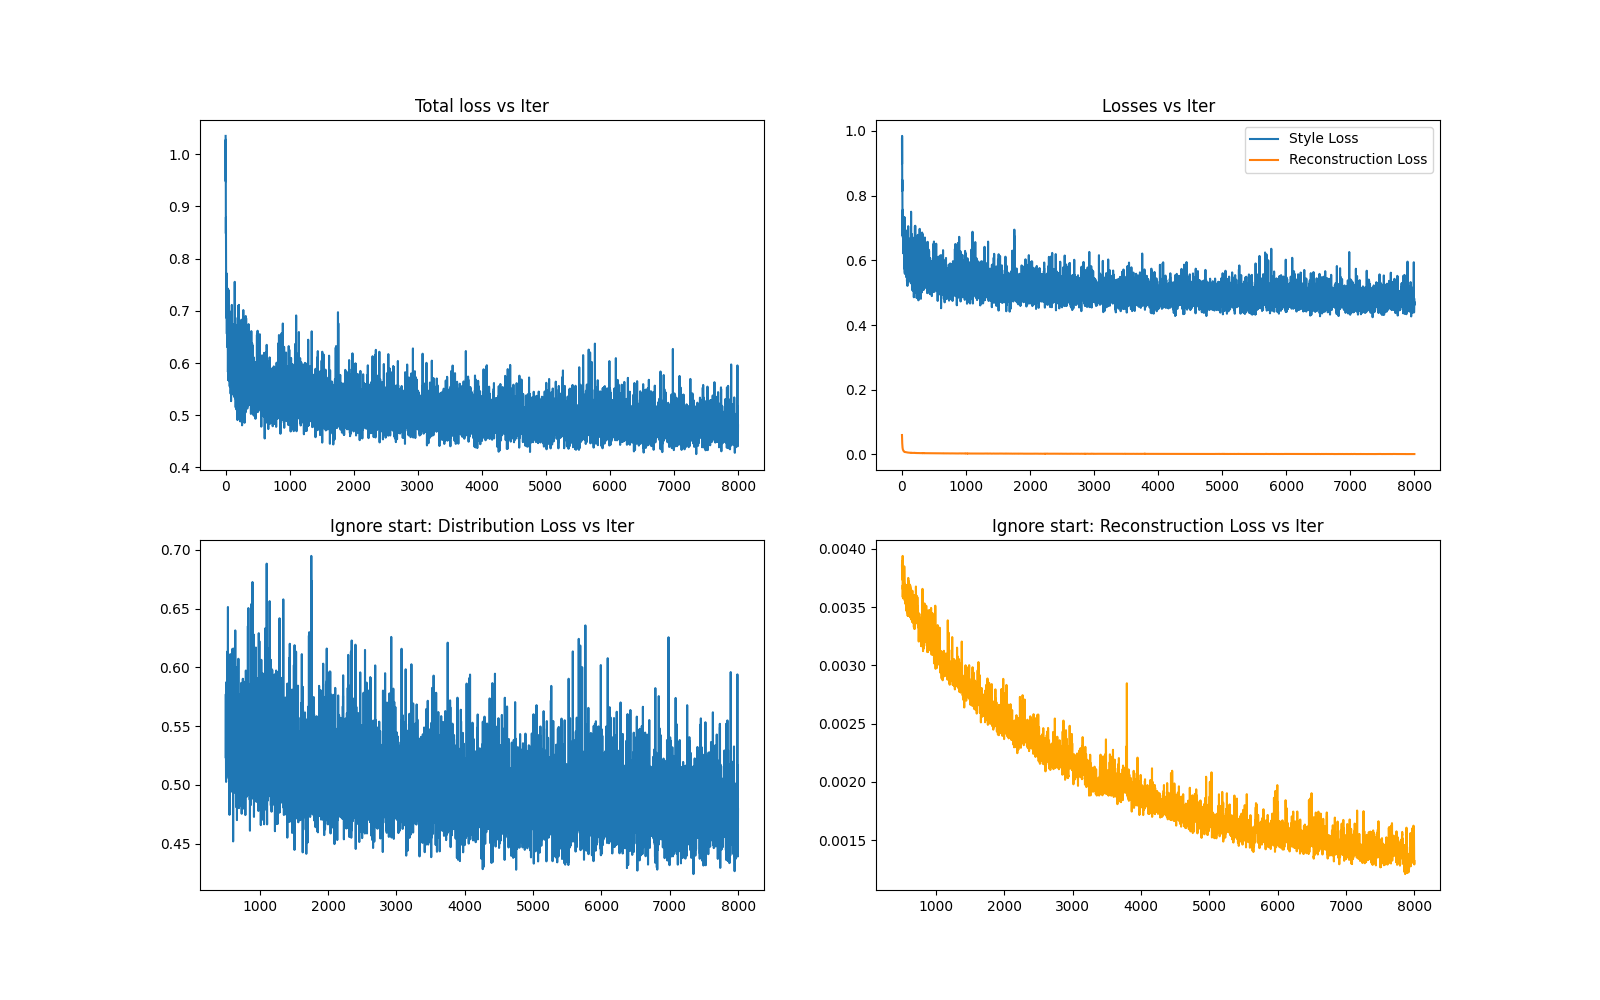 Total loss vs Iter
1.0
0.9
0.8
0.7
0.6
0.5
0.4
0 1000 2000 3000 4000 5000 6000 7000 8000
Losses vs Iter
Style Loss
Reconstruction Loss
1.0
0.8
0.6
0.4
0.2
0.0
0 1000 2000 3000 4000 5000 6000 7000 8000
Ignore start: Distribution Loss vs Iter
0.70
0.65
0.60
0.55
0.50
0.45
1000 2000 3000 4000 5000 6000 7000 8000
Ignore start: Reconstruction Loss vs Iter
0.0040
0.0035
0.0030
0.0025
0.0020
0.0015
1000 2000 3000 4000 5000 6000 7000 8000